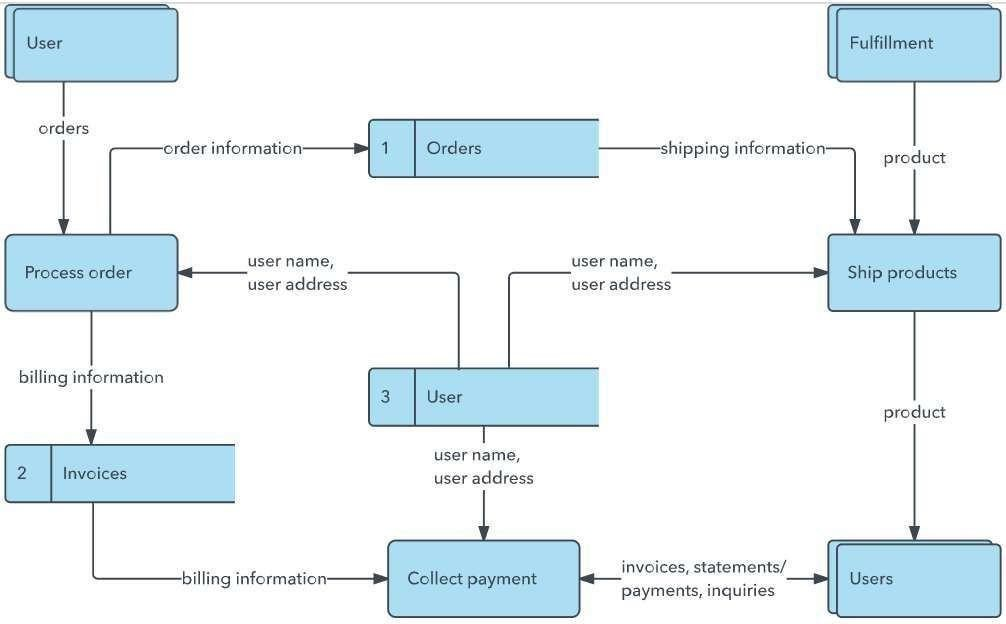 User
Fulfillment
orders
order information
1
Orders
shipping information
product
Process order
user name,
user address
user name,
user address
Ship products
billing information
3
User
product
2
Invoices
user name,
user address
billing information
Collect payment
invoices, statements/
payments, inquiries
Users